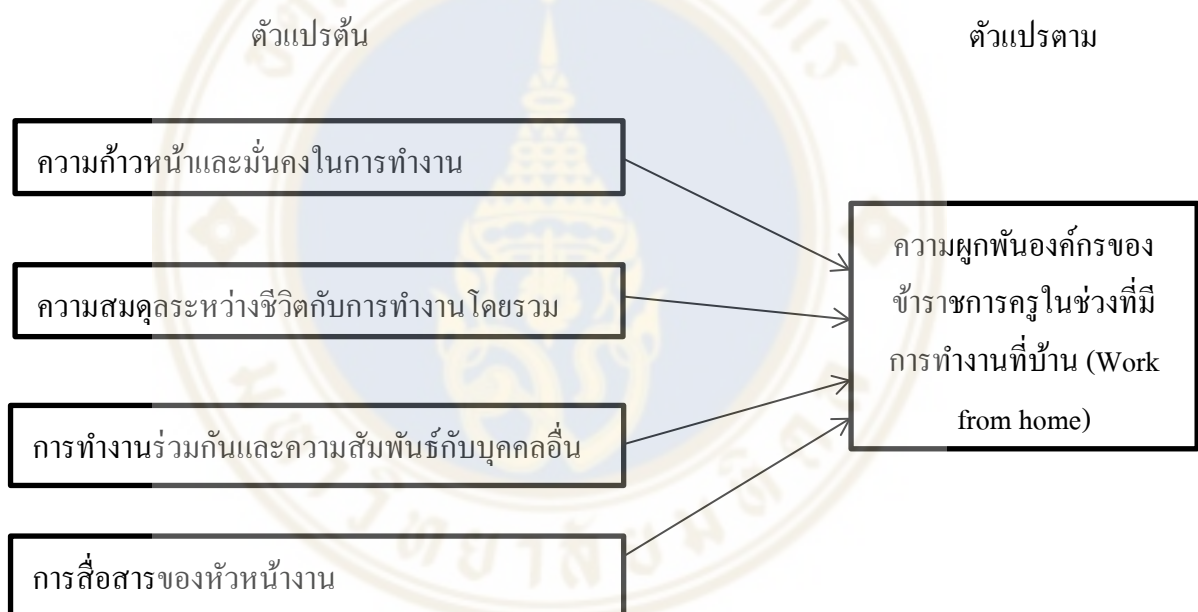 ตัวแปรต้น
ตัวแปรตาม
ความก้าวหน้าและมั่นคงในการทำงาน
ความสมดุลระหว่างชีวิตกับการทำงานโดยรวม
การทำงานร่วมกันและความสัมพันธ์กับบุคคลอื่น
การสื่อสารของหัวหน้างาน
ความผูกพันองค์กรของ
ข้าราชการครูในช่วงที่มี
การทำงานที่บ้าน (Work
from home)